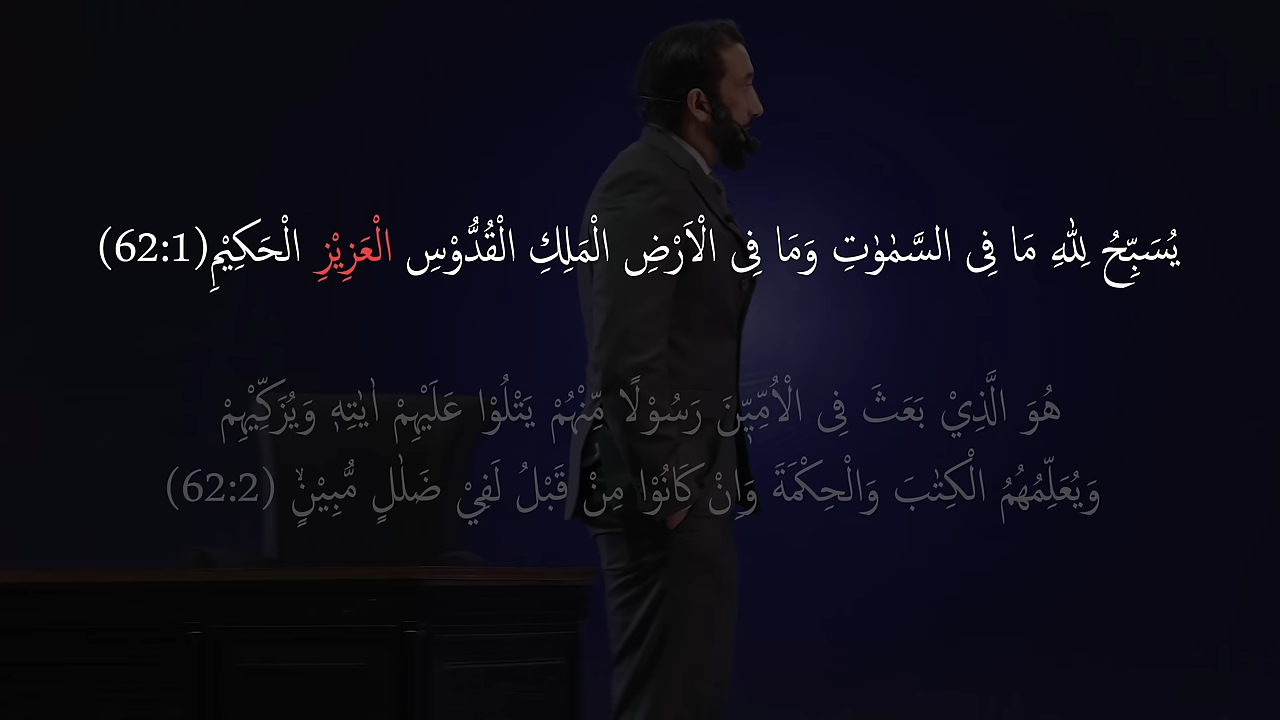 يُسَبِّحُ لِلّٰهِ مَا فِى السَّمٰوٰتِ وَمَا فِى الْاَرْضِ الْمَلِكِ الْقُدُّوْسِ الْعَزِيْزِ الْحَكِيْمِ(62:1)
هُوَ الَّذِيْ بَعَثَ فِى الْاُمِّيّٖنَ رَسُوْلًا مِّنْهُمْ يَتْلُوْا عَلَيْهِمْ اٰيٰتِهٖ وَيُزَكِّيْهِمْ
وَيُعَلِّمُهُمُ الْكِتٰبَ وَالْحِكْمَةَ وَاِنْ كَانُوْا مِنْ قَبْلُ لَفِيْ ضَلٰلٍ مُّبِيْنٍۙ (62:2)